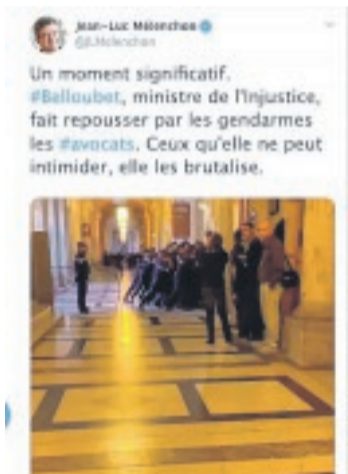 Jean-Luc Mélenchon
@JLMelenchon
Un moment significatif.
#Belloubet, ministre de l'Injustice,
fait repousser par les gendarmes
les #avocats. Ceux qu'elle ne peut
intimider, elle les brutalise.